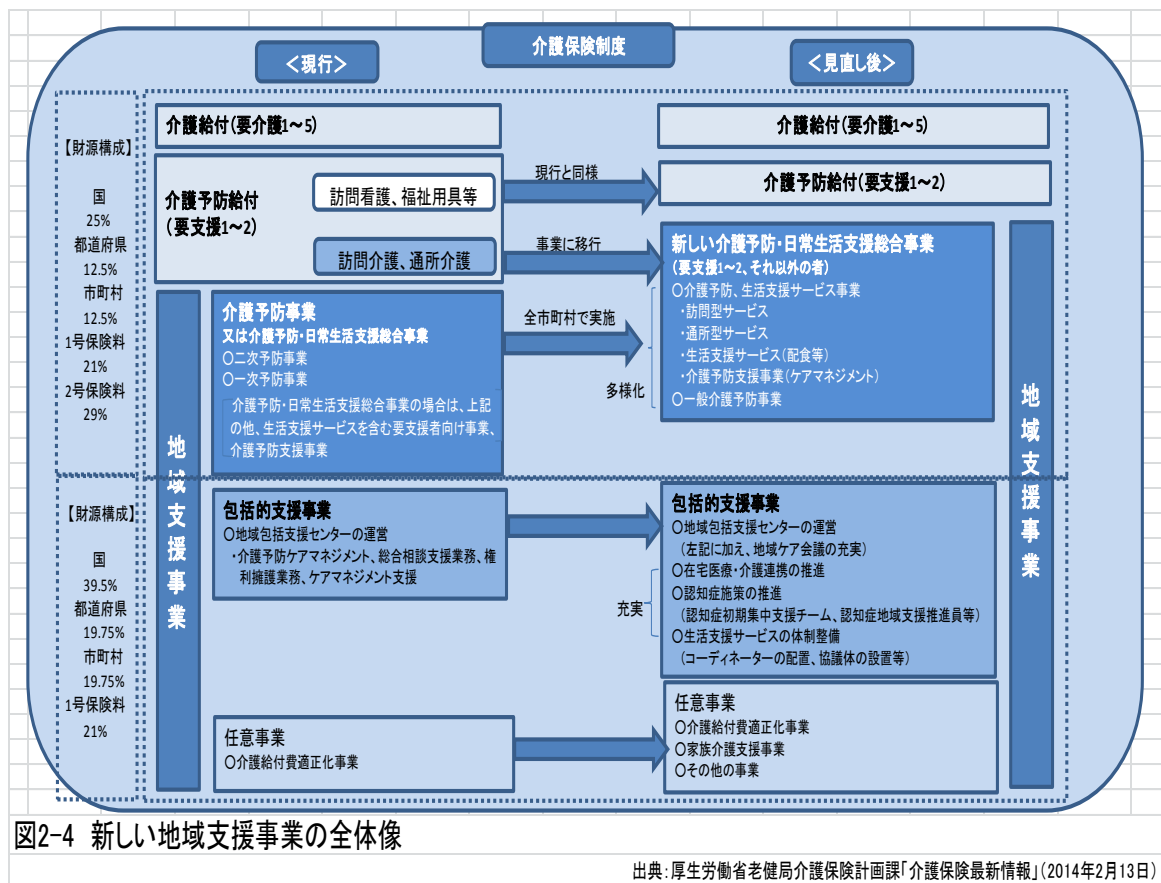 介護保険制度
＜現行＞
＜見直し後＞
【財源構成】
国
25%
都道府県
12.5%
市町村
12.5%
1号保険料
21%
2号保険料
29%
介護給付(要介護1～5)
介護予防給付
(要支援1～2)
訪問看護、福祉用具等
訪問介護、通所介護
現行と同様
事業に移行
全市町村で実施
多様化
介護給付(要介護1～5)
介護予防給付(要支援1～2)
新しい介護予防・日常生活支援総合事業
(要支援1～2、それ以外の者)
○介護予防、生活支援サービス事業
・訪問型サービス
・通所型サービス
・生活支援サービス(配食等)
・介護予防支援事業(ケアマネジメント)
○一般介護予防事業
介護予防事業
又は介護予防・日常生活支援総合事業
○二次予防事業
○一次予防事業
介護予防・日常生活支援総合事業の場合は、上記
の他、生活支援サービスを含む要支援者向け事業、
介護予防支援事業
地域支援事業
地域支援事業
【財源構成】
国
39.5%
都道府県
19.75%
市町村
19.75%
1号保険料
21%
包括的支援事業
○地域包括支援センターの運営
・介護予防ケアマネジメント、総合相談支援業務、権
利擁護業務、ケアマネジメント支援
充実
包括的支援事業
○地域包括支援センターの運営
(左記に加え、地域ケア会議の充実)
○在宅医療・介護連携の推進
○認知症施策の推進
(認知症初期集中支援チーム、認知症地域支援推進員等)
○生活支援サービスの体制整備
(コーディネーターの配置、協議体の設置等)
任意事業
○介護給付費適正化事業
任意事業
○介護給付費適正化事業
○家族介護支援事業
○その他の事業
図2-4 新しい地域支援事業の全体像
出典：厚生労働省老健局介護保険計画課「介護保険最新情報」(2014年2月13日)